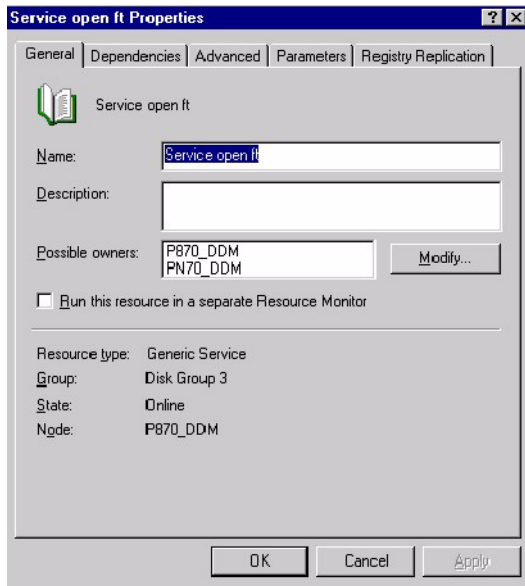 Service open ft Properties
General Dependencies Advanced Parameters Registry Replication
Service open ft
Name: Service open ft
Description:
Possible owners: P870_DDM
PN70_DDM
Modify...
Run this resource in a separate Resource Monitor
Resource type: Generic Service
Group: Disk Group 3
State: Online
Node: P870_DDM
OK Cancel Apply